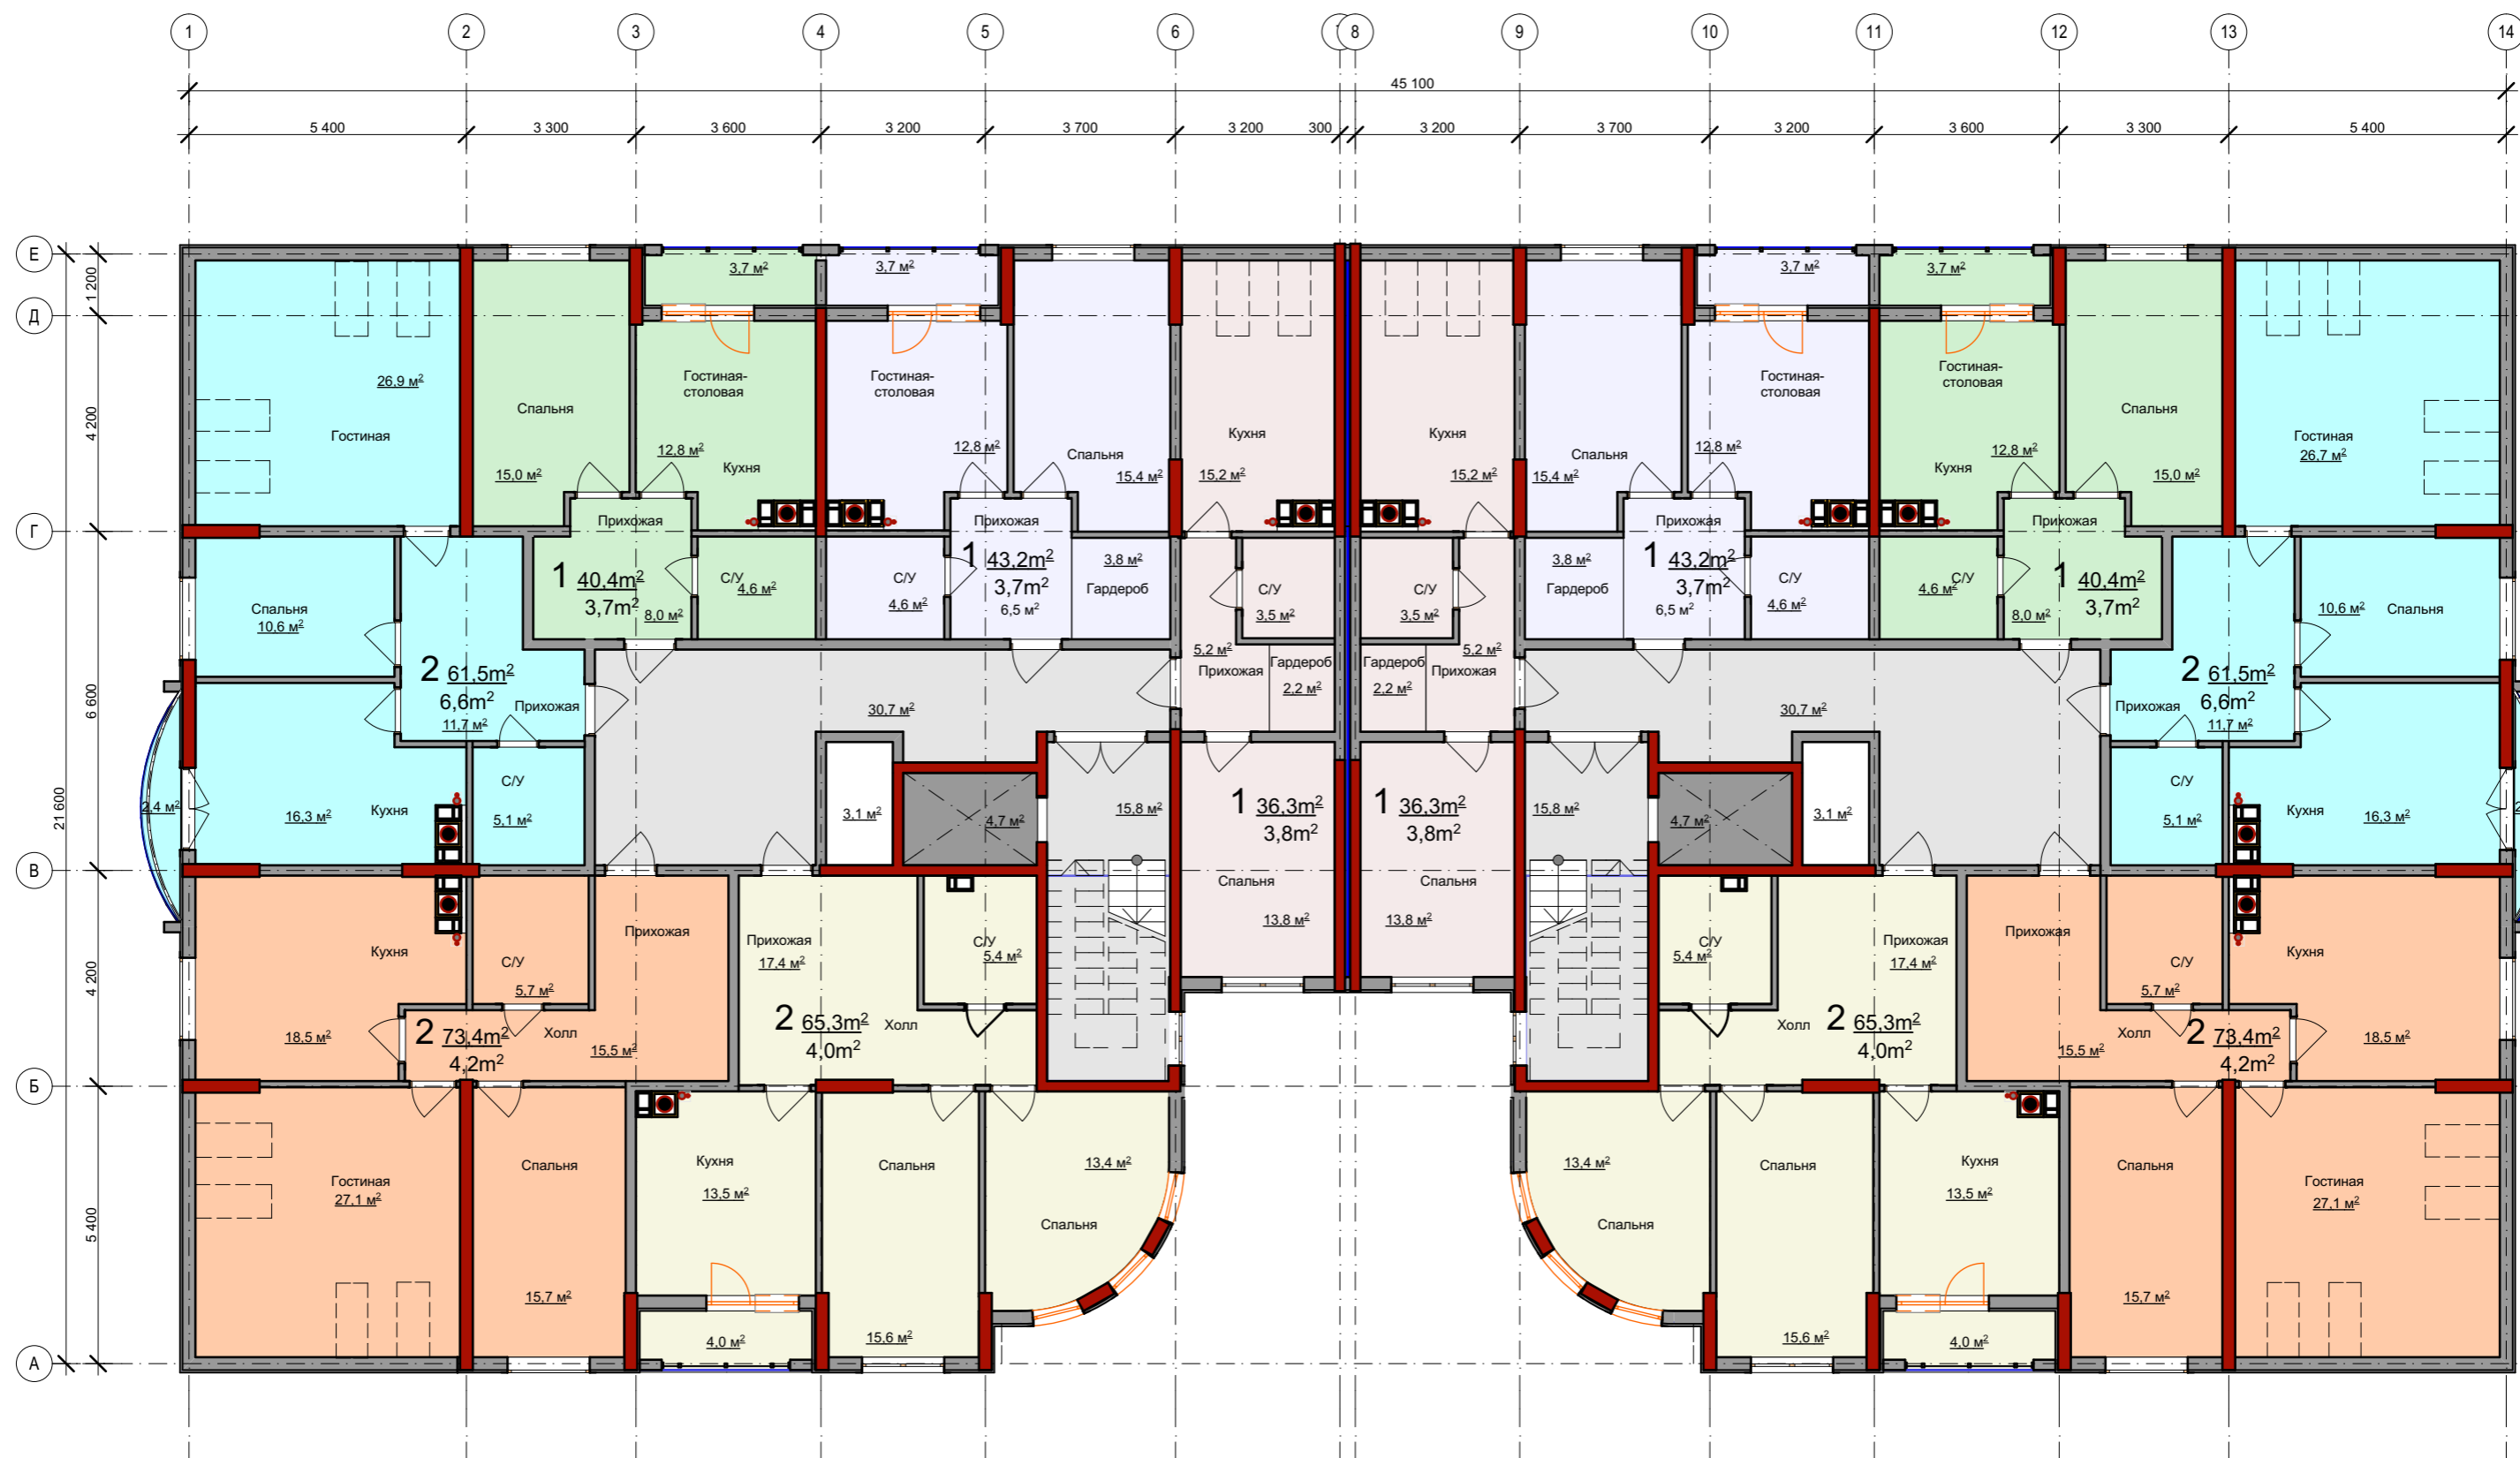 1 2 3 4 5 6 8 9 10 11 12 13 14
45 100
5 400 3 300 3 600 3 200 3 700 3 200 300 3 200 3 700 3 200 3 600 3 300 5 400
Е
Д
Г
В
Б
А
21 600
1 200
4 200
6 600
4 200
5 400
26,9 м²
Гостиная
Спальня
15,0 м²
3,7 м²
Гостиная-
столовая
12,8 м²
Кухня
Прихожая
1 40,4m²
3,7m²
8,0 м²
С/У
4,6 м²
3,7 м²
Гостиная-
столовая
12,8 м²
Спальня
15,4 м²
Прихожая
1 43,2m²
3,7m²
6,5 м²
С/У
4,6 м²
3,8 м²
Гардероб
Кухня
15,2 м²
С/У
3,5 м²
5,2 м²
Прихожая
Гардероб
2,2 м²
1 36,3m²
3,8m²
Спальня
13,8 м²
Спальня
10,6 м²
2 61,5m²
6,6m²
11,7 м²
Прихожая
2,4 м²
16,3 м²
Кухня
С/У
5,1 м²
30,7 м²
3,1 м²
4,7 м²
15,8 м²
Кухня
18,5 м²
С/У
5,7 м²
Прихожая
2 73,4m²
4,2m²
Холл
15,5 м²
Гостиная
27,1 м²
Спальня
15,7 м²
Прихожая
17,4 м²
С/У
5,4 м²
2 65,3m²
4,0m²
Холл
Кухня
13,5 м²
4,0 м²
Спальня
15,6 м²
13,4 м²
Спальня
Кухня
15,2 м²
С/У
3,5 м²
5,2 м²
Гардероб
2,2 м²
Прихожая
1 36,3m²
3,8m²
Спальня
13,8 м²
Спальня
15,4 м²
3,7 м²
Гостиная-
столовая
12,8 м²
Прихожая
1 43,2m²
3,7m²
6,5 м²
3,8 м²
Гардероб
С/У
4,6 м²
3,7 м²
Гостиная-
столовая
12,8 м²
Кухня
Спальня
15,0 м²
Прихожая
1 40,4m²
3,7m²
8,0 м²
С/У
4,6 м²
Гостиная
26,7 м²
10,6 м²
Спальня
2 61,5m²
6,6m²
11,7 м²
Прихожая
С/У
5,1 м²
Кухня
16,3 м²
30,7 м²
15,8 м²
4,7 м²
3,1 м²
С/У
5,4 м²
Прихожая
17,4 м²
Холл
2 65,3m²
4,0m²
13,4 м²
Спальня
Спальня
15,6 м²
Кухня
13,5 м²
4,0 м²
Прихожая
С/У
5,7 м²
Кухня
18,5 м²
Холл
15,5 м²
2 73,4m²
4,2m²
Спальня
15,7 м²
Гостиная
27,1 м²